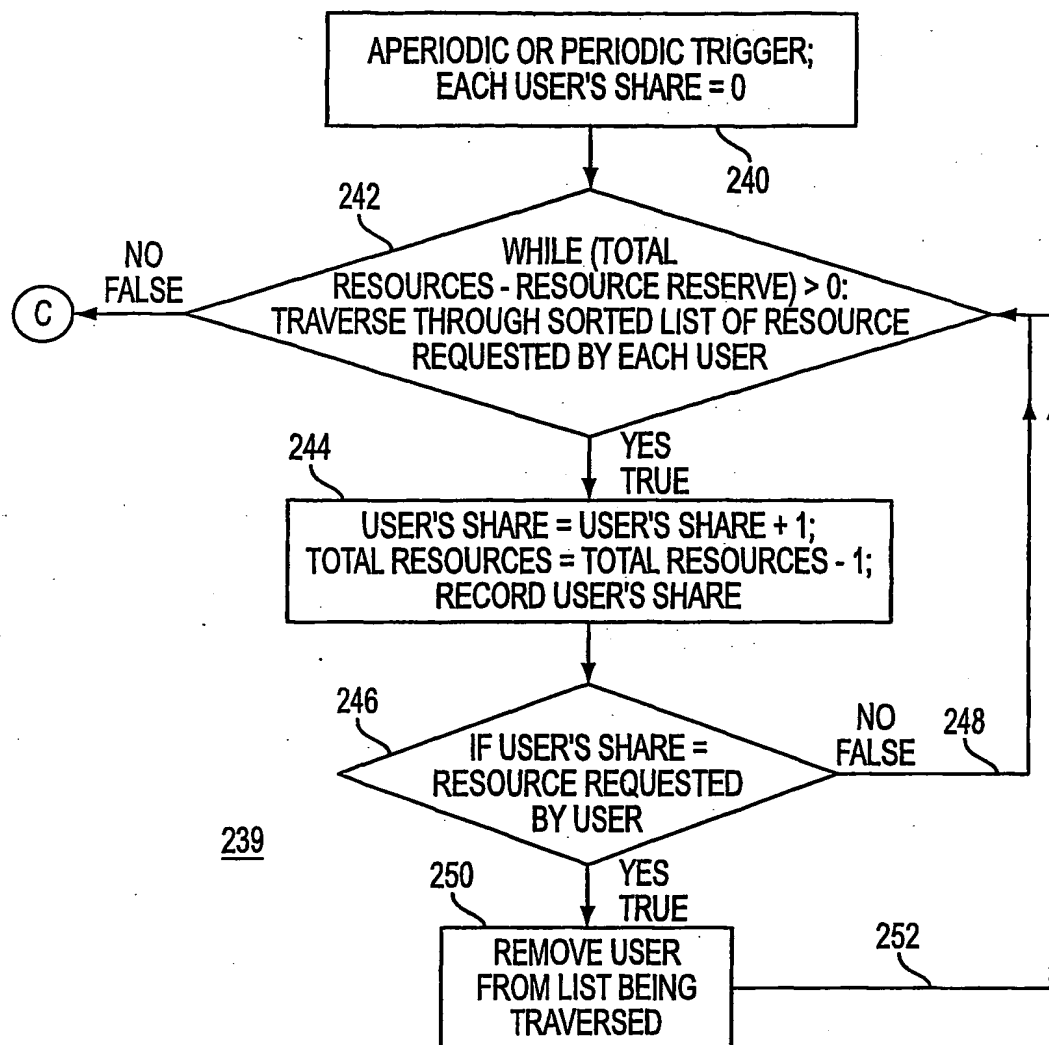 APERIODIC OR PERIODIC TRIGGER;
EACH USER'S SHARE = 0
240
242
WHILE (TOTAL
RESOURCES - RESOURCE RESERVE) > 0:
TRAVERSE THROUGH SORTED LIST OF RESOURCE
REQUESTED BY EACH USER
NO
FALSE
C
YES
TRUE
244
USER'S SHARE = USER'S SHARE + 1;
TOTAL RESOURCES = TOTAL RESOURCES - 1;
RECORD USER'S SHARE
246
IF USER'S SHARE =
RESOURCE REQUESTED
BY USER
NO
FALSE
248
239
YES
TRUE
250
REMOVE USER
FROM LIST BEING
TRAVERSED
252